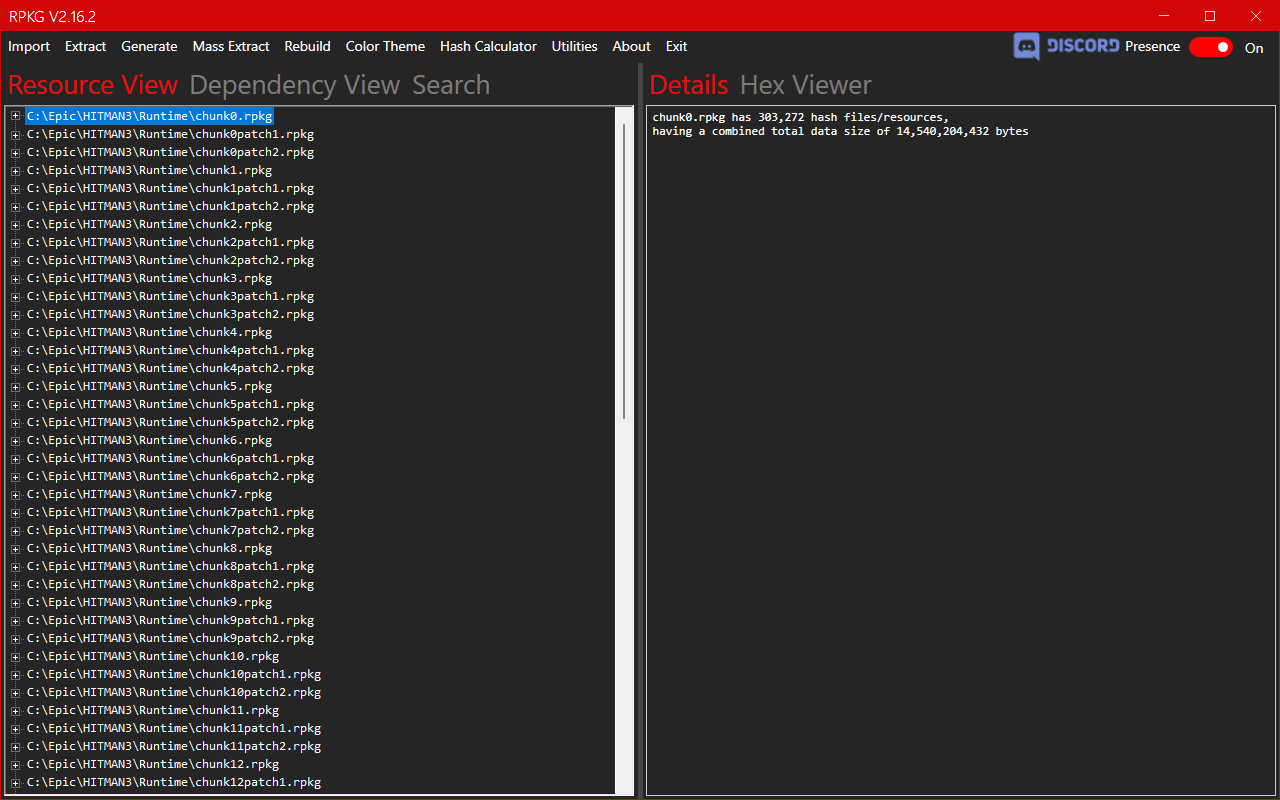 RPKG V2.16.2
Import Extract Generate Mass Extract Rebuild Color Theme Hash Calculator Utilities About Exit DISCORD Presence On
Resource View Dependency View Search
C:\Epic\HITMAN3\Runtime\chunk0.rpkg
C:\Epic\HITMAN3\Runtime\chunk0patch1.rpkg
C:\Epic\HITMAN3\Runtime\chunk0patch2.rpkg
C:\Epic\HITMAN3\Runtime\chunk1.rpkg
C:\Epic\HITMAN3\Runtime\chunk1patch1.rpkg
C:\Epic\HITMAN3\Runtime\chunk1patch2.rpkg
C:\Epic\HITMAN3\Runtime\chunk2.rpkg
C:\Epic\HITMAN3\Runtime\chunk2patch1.rpkg
C:\Epic\HITMAN3\Runtime\chunk2patch2.rpkg
C:\Epic\HITMAN3\Runtime\chunk3.rpkg
C:\Epic\HITMAN3\Runtime\chunk3patch1.rpkg
C:\Epic\HITMAN3\Runtime\chunk3patch2.rpkg
C:\Epic\HITMAN3\Runtime\chunk4.rpkg
C:\Epic\HITMAN3\Runtime\chunk4patch1.rpkg
C:\Epic\HITMAN3\Runtime\chunk4patch2.rpkg
C:\Epic\HITMAN3\Runtime\chunk5.rpkg
C:\Epic\HITMAN3\Runtime\chunk5patch1.rpkg
C:\Epic\HITMAN3\Runtime\chunk5patch2.rpkg
C:\Epic\HITMAN3\Runtime\chunk6.rpkg
C:\Epic\HITMAN3\Runtime\chunk6patch1.rpkg
C:\Epic\HITMAN3\Runtime\chunk6patch2.rpkg
C:\Epic\HITMAN3\Runtime\chunk7.rpkg
C:\Epic\HITMAN3\Runtime\chunk7patch1.rpkg
C:\Epic\HITMAN3\Runtime\chunk7patch2.rpkg
C:\Epic\HITMAN3\Runtime\chunk8.rpkg
C:\Epic\HITMAN3\Runtime\chunk8patch1.rpkg
C:\Epic\HITMAN3\Runtime\chunk8patch2.rpkg
C:\Epic\HITMAN3\Runtime\chunk9.rpkg
C:\Epic\HITMAN3\Runtime\chunk9patch1.rpkg
C:\Epic\HITMAN3\Runtime\chunk9patch2.rpkg
C:\Epic\HITMAN3\Runtime\chunk10.rpkg
C:\Epic\HITMAN3\Runtime\chunk10patch1.rpkg
C:\Epic\HITMAN3\Runtime\chunk10patch2.rpkg
C:\Epic\HITMAN3\Runtime\chunk11.rpkg
C:\Epic\HITMAN3\Runtime\chunk11patch1.rpkg
C:\Epic\HITMAN3\Runtime\chunk11patch2.rpkg
C:\Epic\HITMAN3\Runtime\chunk12.rpkg
C:\Epic\HITMAN3\Runtime\chunk12patch1.rpkg
Details Hex Viewer
chunk0.rpkg has 303,272 hash files/resources,
having a combined total data size of 14,540,204,432 bytes